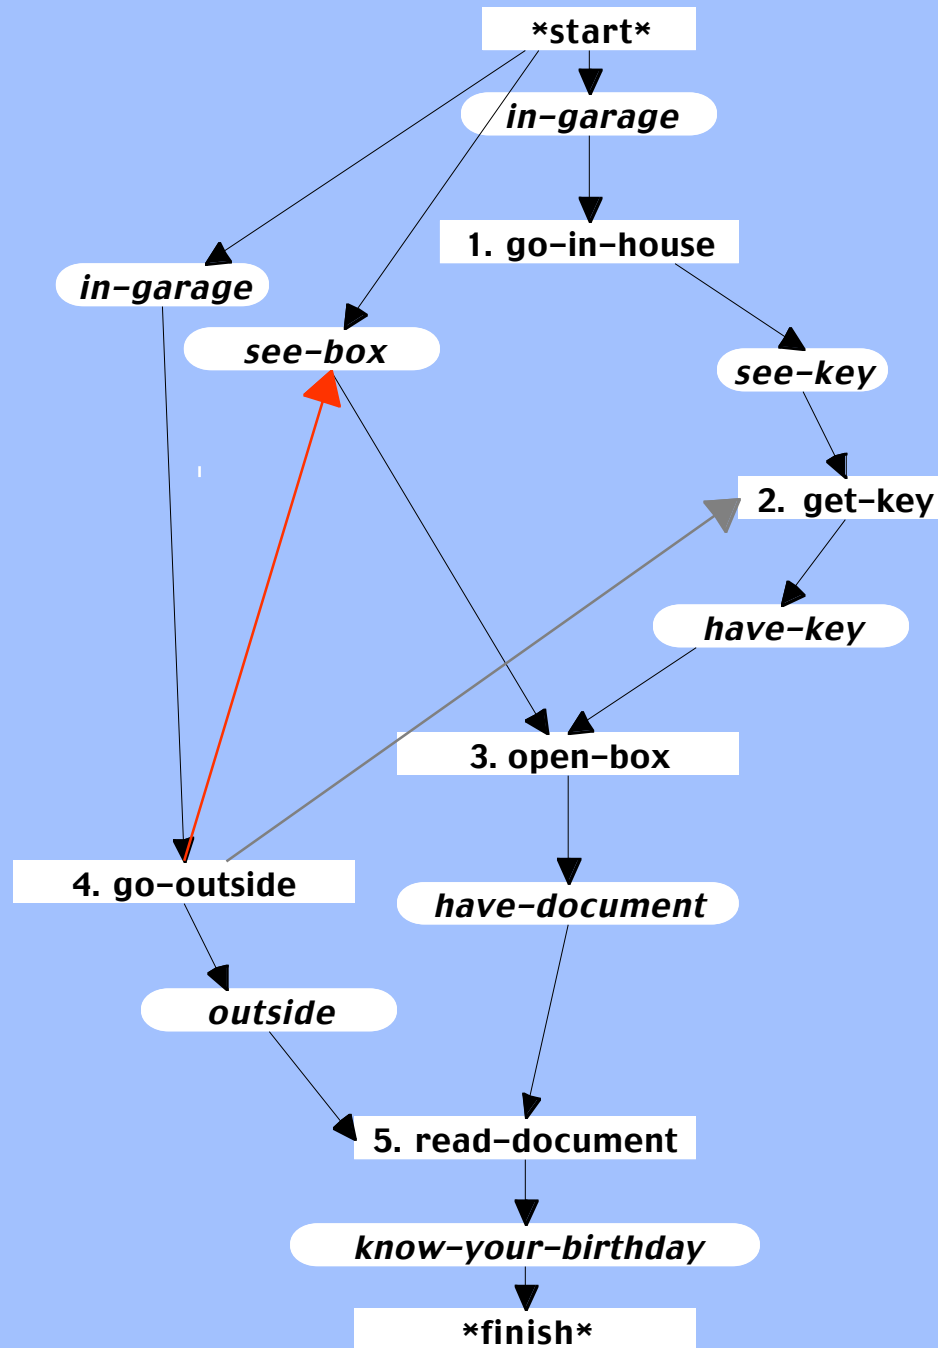 *start*
in-garage
1. go-in-house
in-garage
see-box
see-key
2. get-key
have-key
3. open-box
4. go-outside
have-document
outside
5. read-document
know-your-birthday
*finish*